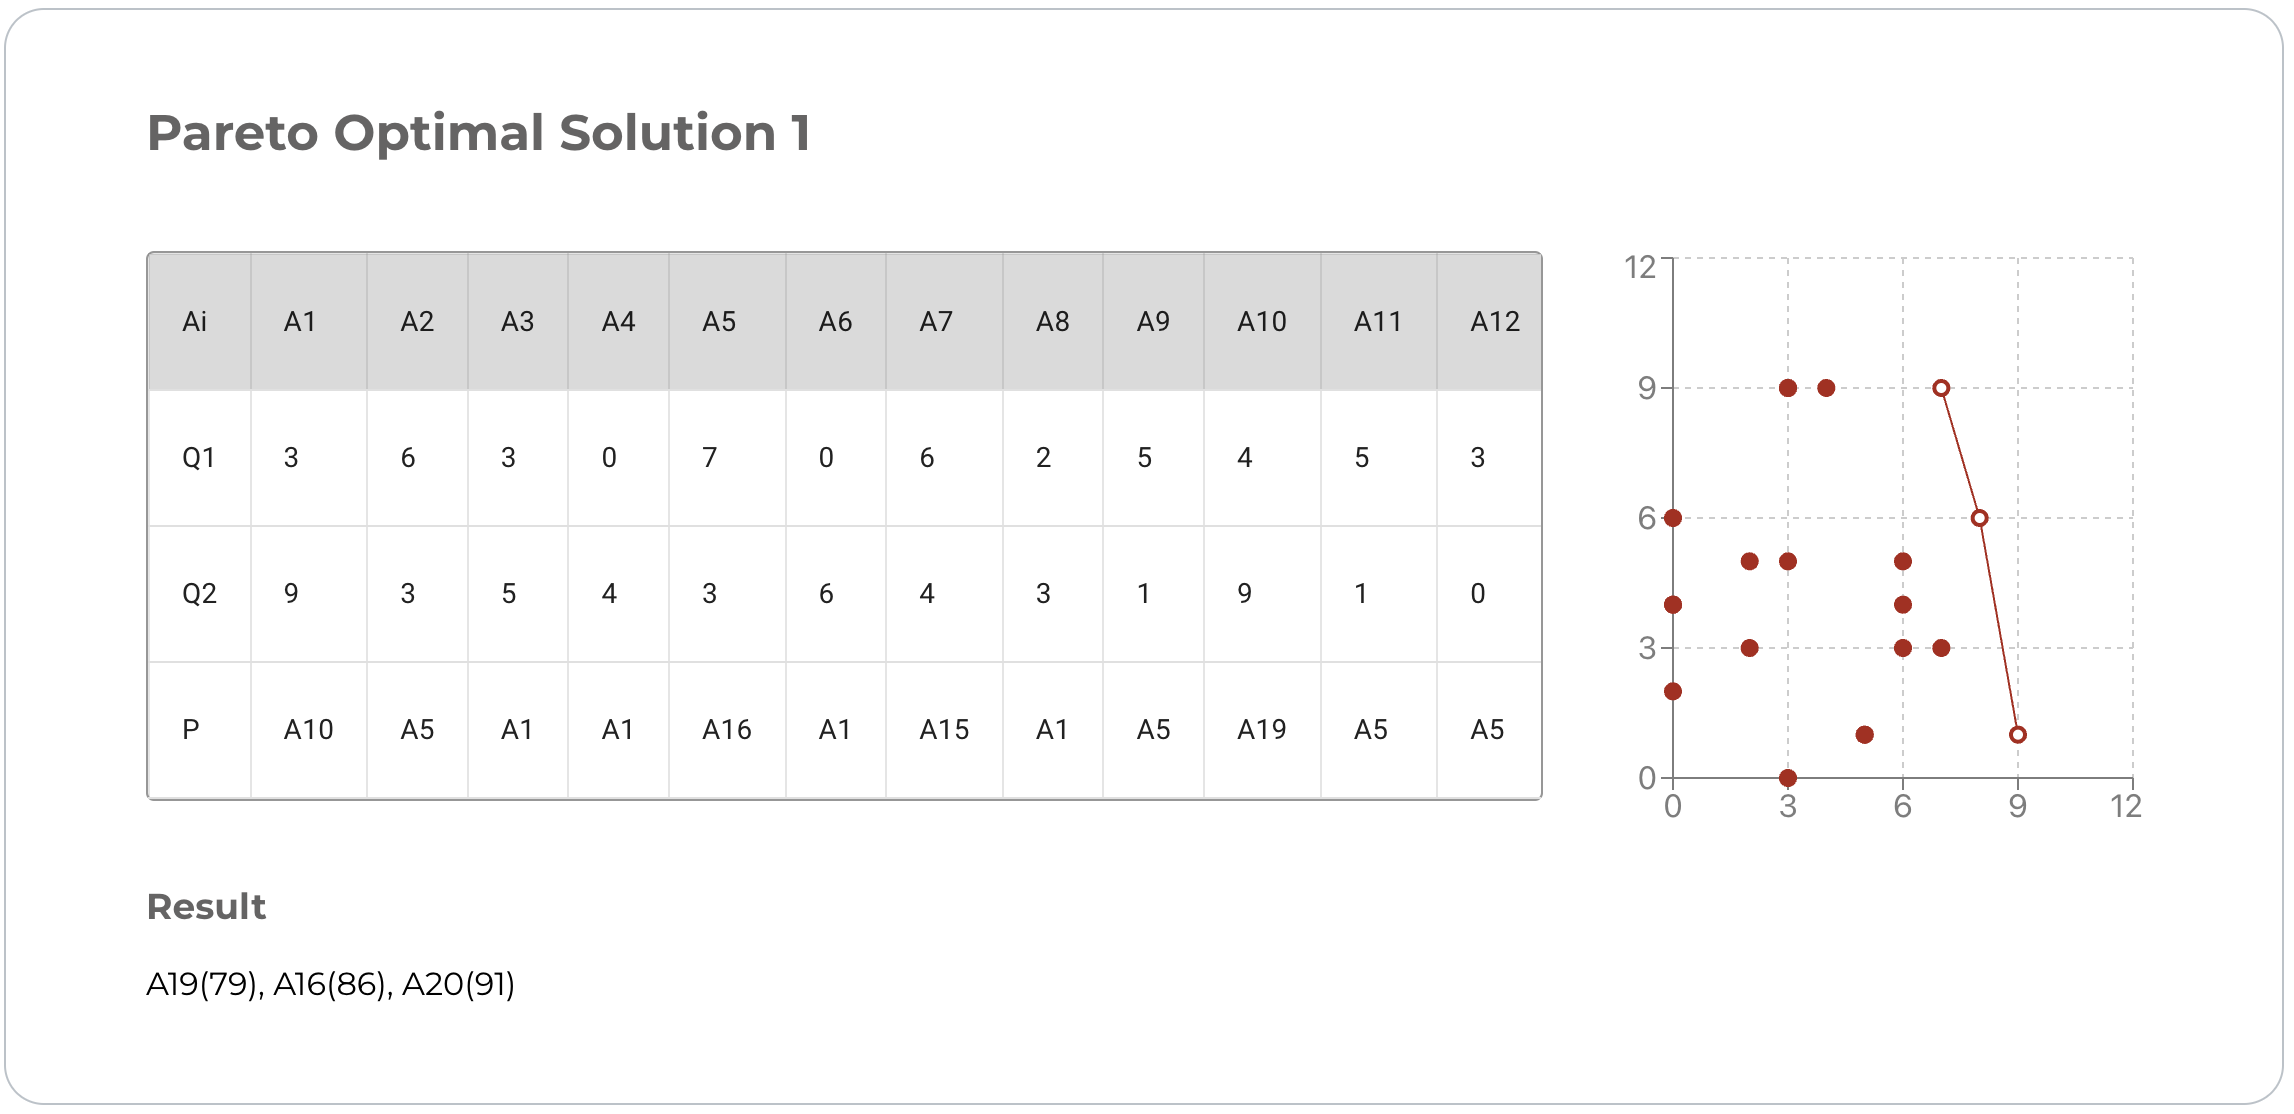 Pareto Optimal Solution 1
Ai A1 A2 A3 A4 A5 A6 A7 A8 A9 A10 A11 A12
Q1 3 6 3 0 7 0 6 2 5 4 5 3
Q2 9 3 5 4 3 6 4 3 1 9 1 0
P A10 A5 A1 A1 A16 A1 A15 A1 A5 A19 A5 A5
12
9
6
3
0
0 3 6 9 12
Result
A19(79), A16(86), A20(91)